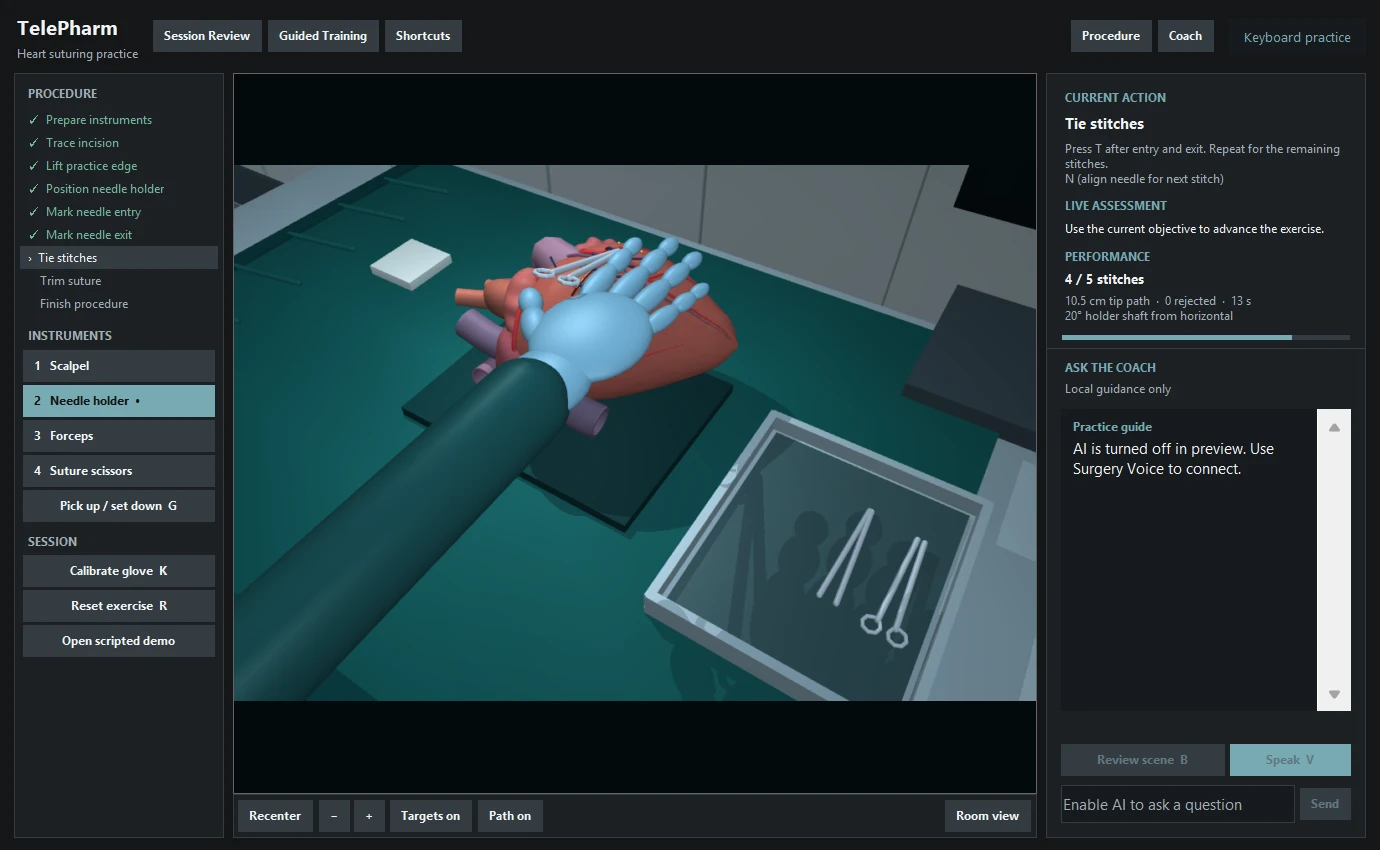 TelePharm
Heart suturing practice
Session Review
Guided Training
Shortcuts
Procedure
Coach
Keyboard practice
PROCEDURE
✓ Prepare instruments
✓ Trace incision
✓ Lift practice edge
✓ Position needle holder
✓ Mark needle entry
✓ Mark needle exit
› Tie stitches
Trim suture
Finish procedure
INSTRUMENTS
1 Scalpel
2 Needle holder •
3 Forceps
4 Suture scissors
Pick up / set down G
SESSION
Calibrate glove K
Reset exercise R
Open scripted demo
Recenter
−
+
Targets on
Path on
Room view
CURRENT ACTION
Tie stitches
Press T after entry and exit. Repeat for the remaining
stitches.
N (align needle for next stitch)
LIVE ASSESSMENT
Use the current objective to advance the exercise.
PERFORMANCE
4 / 5 stitches
10.5 cm tip path · 0 rejected · 13 s
20° holder shaft from horizontal
ASK THE COACH
Local guidance only
Practice guide
AI is turned off in preview. Use
Surgery Voice to connect.
Review scene B
Speak V
Enable AI to ask a question
Send